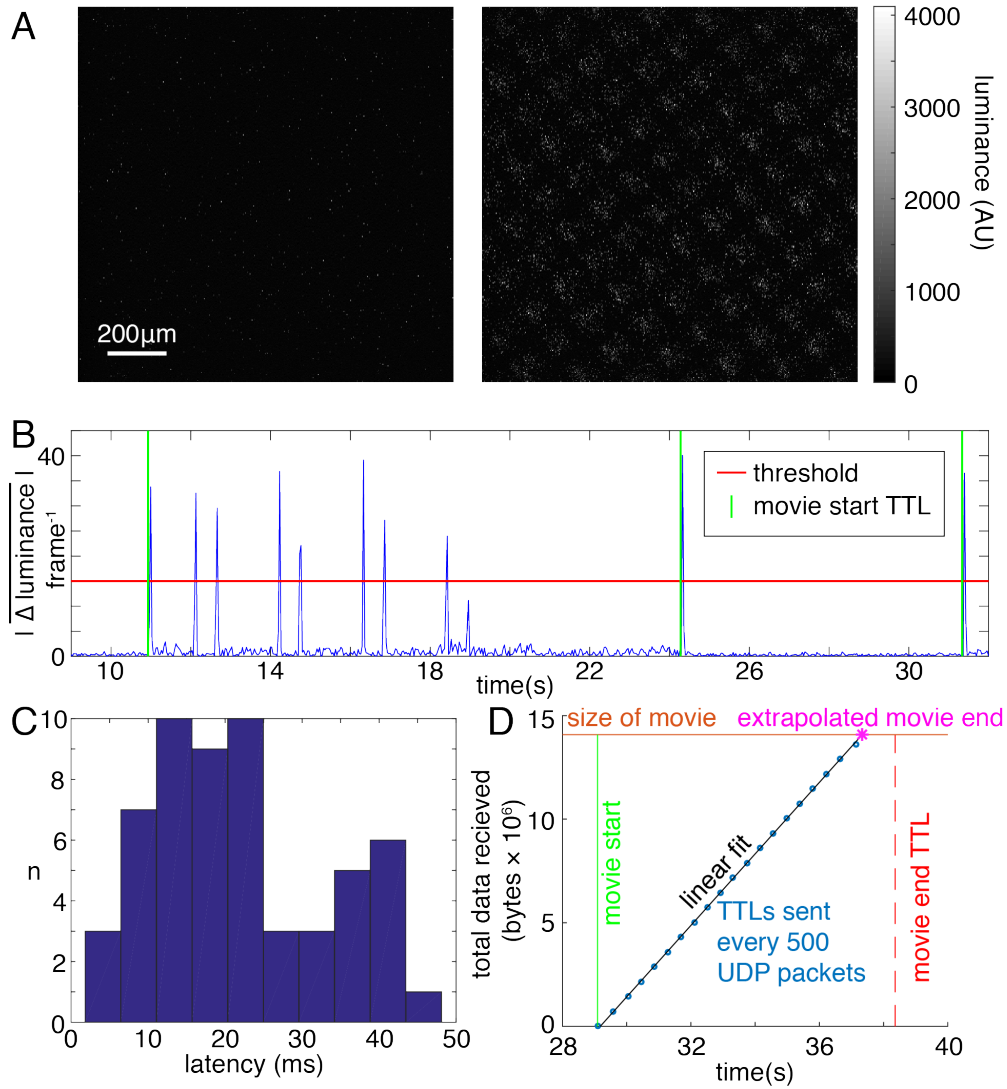 A
4000
3000
2000
1000
0
luminance (AU)
200µm
B
40
0
| Δ luminance |
frame⁻¹
threshold
movie start TTL
10
14
18
22
26
30
time(s)
C
10
8
6
4
2
0
n
0
10
20
30
40
50
latency (ms)
D
15
10
5
0
total data recieved
(bytes × 10⁶)
size of movie
extrapolated movie end
movie start
linear fit
TTLs sent
every 500
UDP packets
movie end TTL
28
32
36
40
time(s)